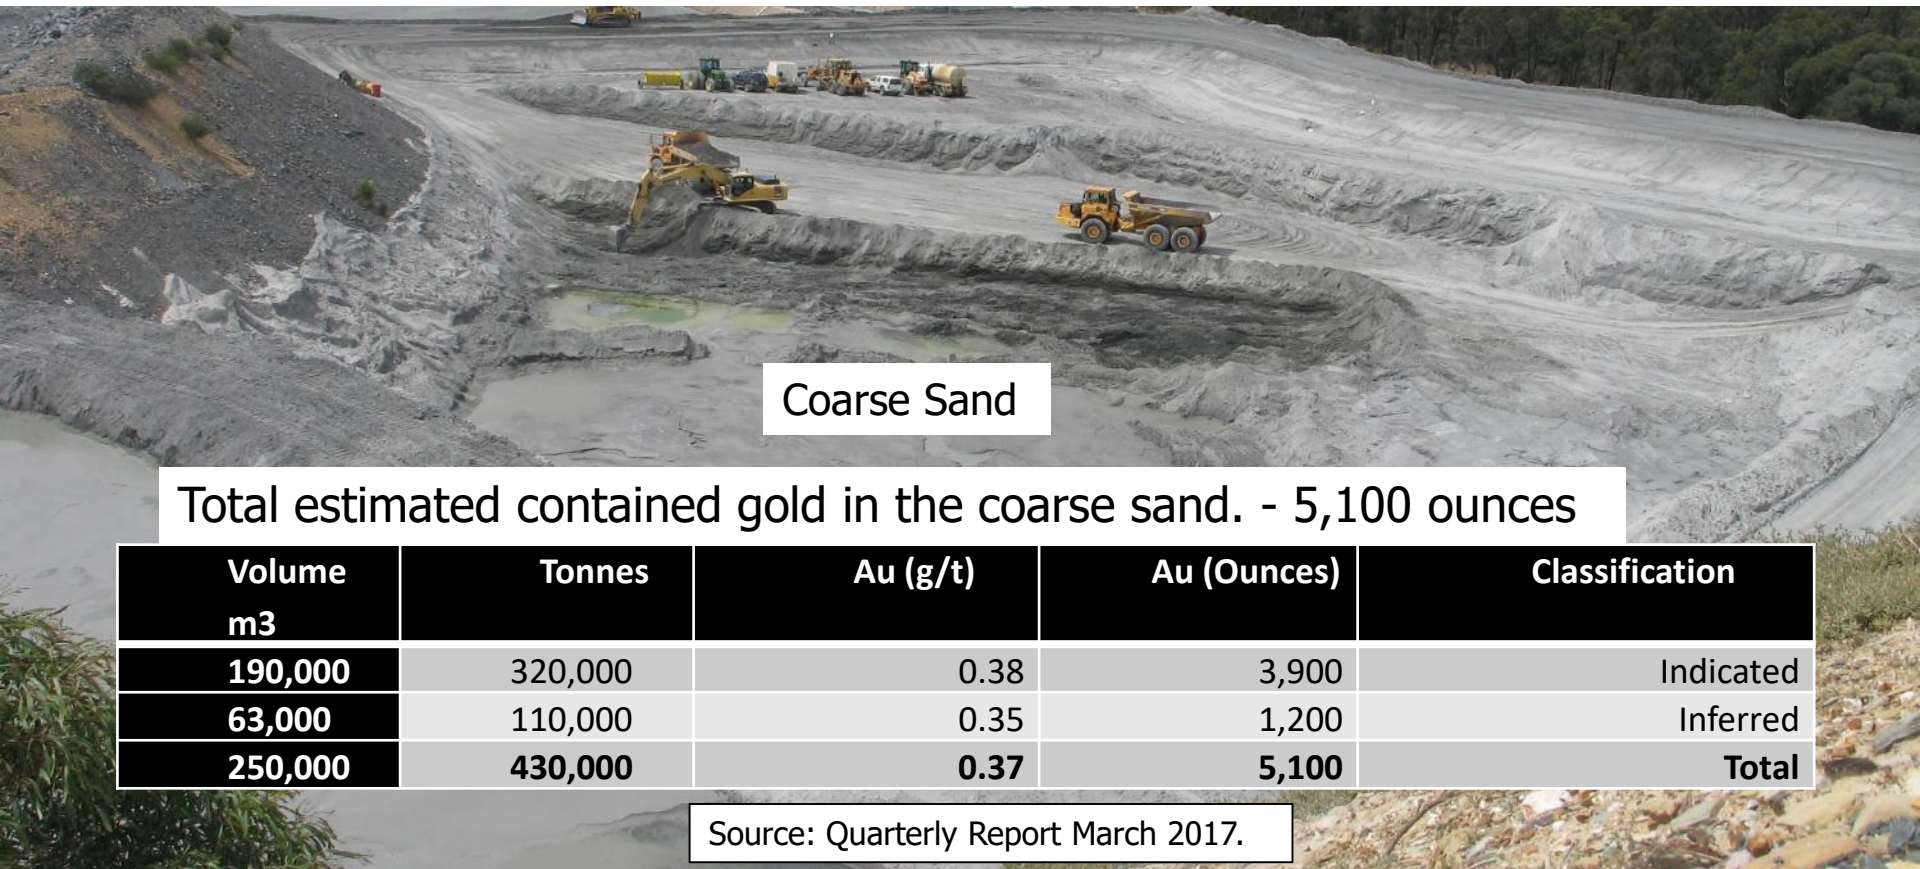 Coarse Sand
Total estimated contained gold in the coarse sand. - 5,100 ounces
Volume m3 Tonnes Au (g/t) Au (Ounces) Classification
190,000 320,000 0.38 3,900 Indicated
63,000 110,000 0.35 1,200 Inferred
250,000 430,000 0.37 5,100 Total
Source: Quarterly Report March 2017.